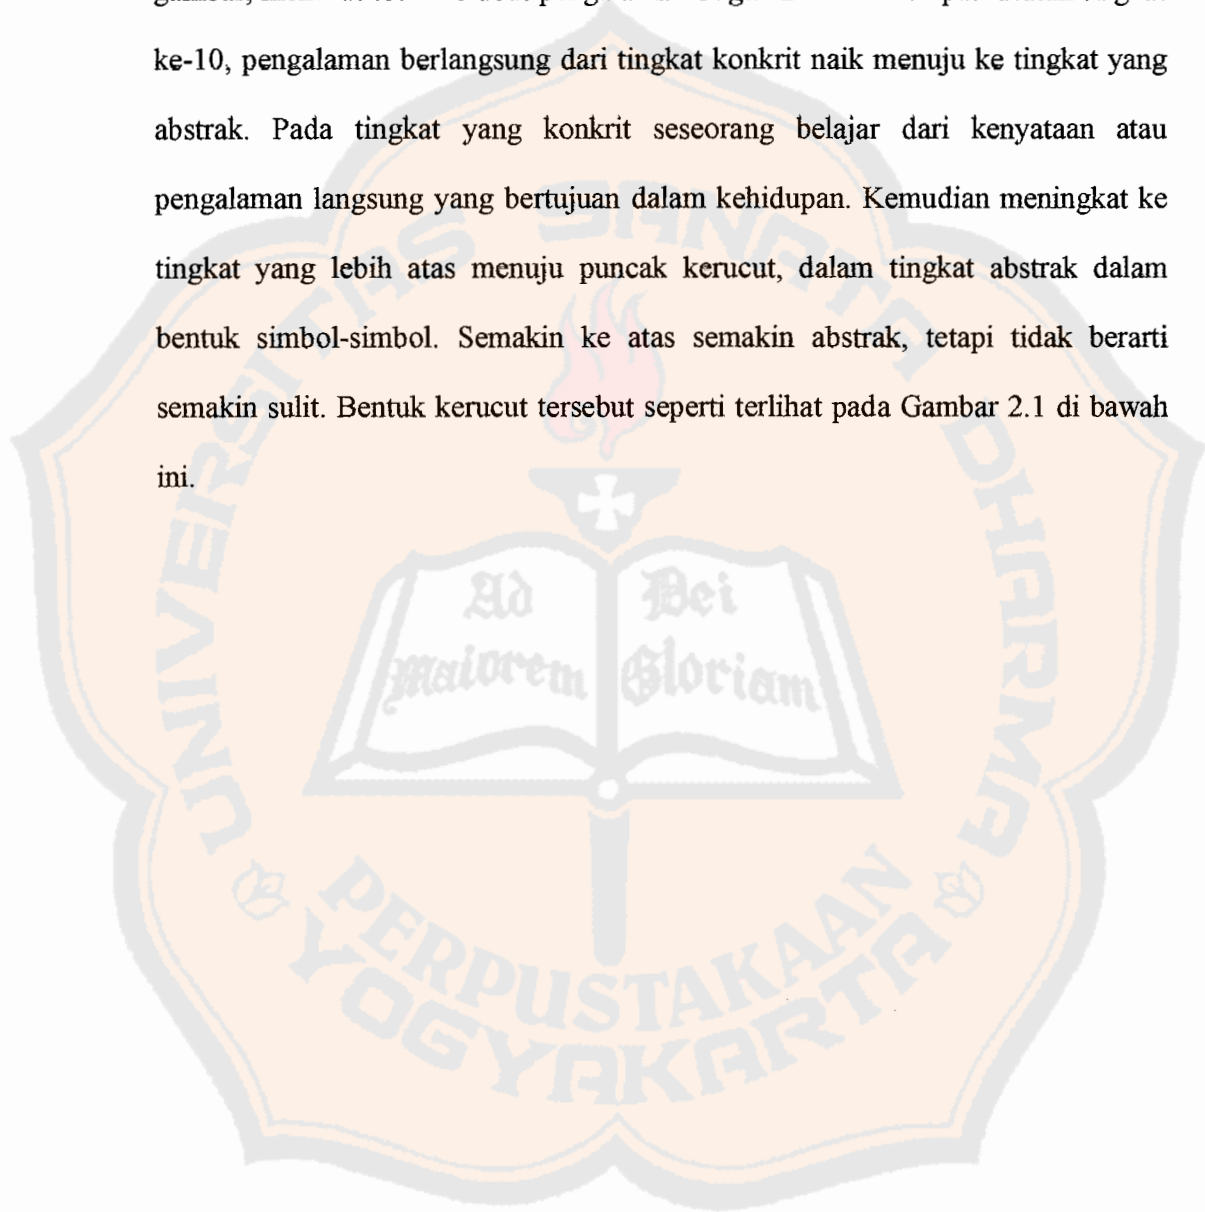 ke-10, pengalaman berlangsung dari tingkat konkrit naik menuju ke tingkat yang
abstrak. Pada tingkat yang konkrit seseorang belajar dari kenyataan atau
pengalaman langsung yang bertujuan dalam kehidupan. Kemudian meningkat ke
tingkat yang lebih atas menuju puncak kerucut, dalam tingkat abstrak dalam
bentuk simbol-simbol. Semakin ke atas semakin abstrak, tetapi tidak berarti
semakin sulit. Bentuk kerucut tersebut seperti terlihat pada Gambar 2.1 di bawah
ini.
UNIVERSITAS SANATA DHARMA
Ad Dei
Maiorem Gloriam
PERPUSTAKAAN
YOGYAKARTA